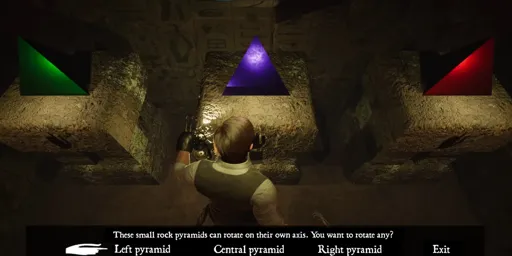 These small rock pyramids can rotate on their own axis. You want to rotate any?
Left pyramid Central pyramid Right pyramid Exit